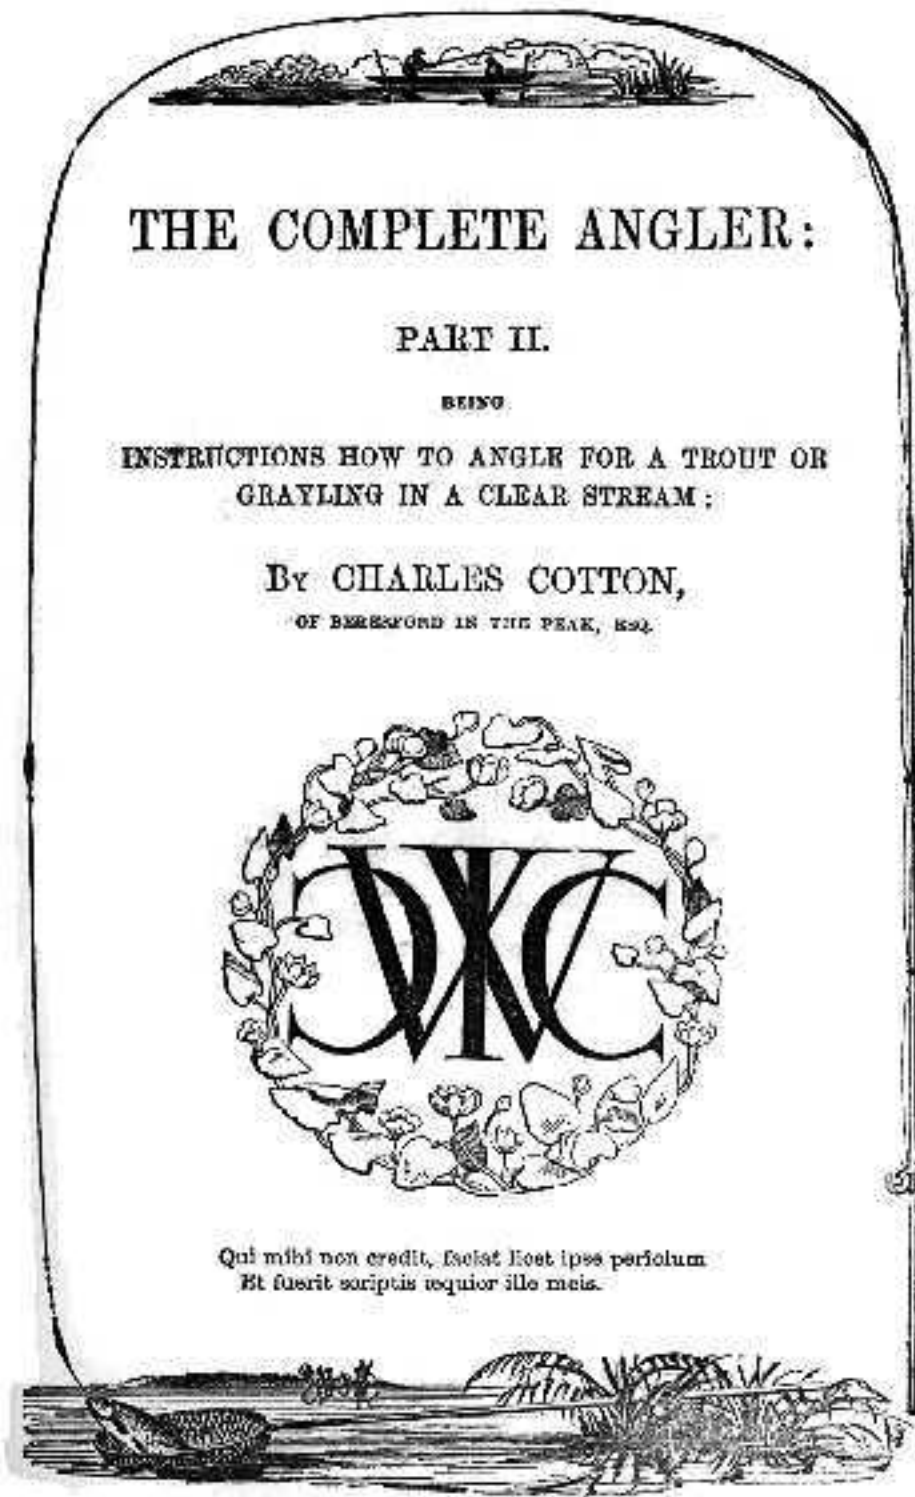 THE COMPLETE ANGLER:
PART II.
BEING
INSTRUCTIONS HOW TO ANGLE FOR A TROUT OR
GRAYLING IN A CLEAR STREAM:
BY CHARLES COTTON,
OF BERESFORD IN THE PEAK, ESQ.
Qui mihi non credit, faciat licet ipse periclum
Et fuerit scriptis æquior ille meis.